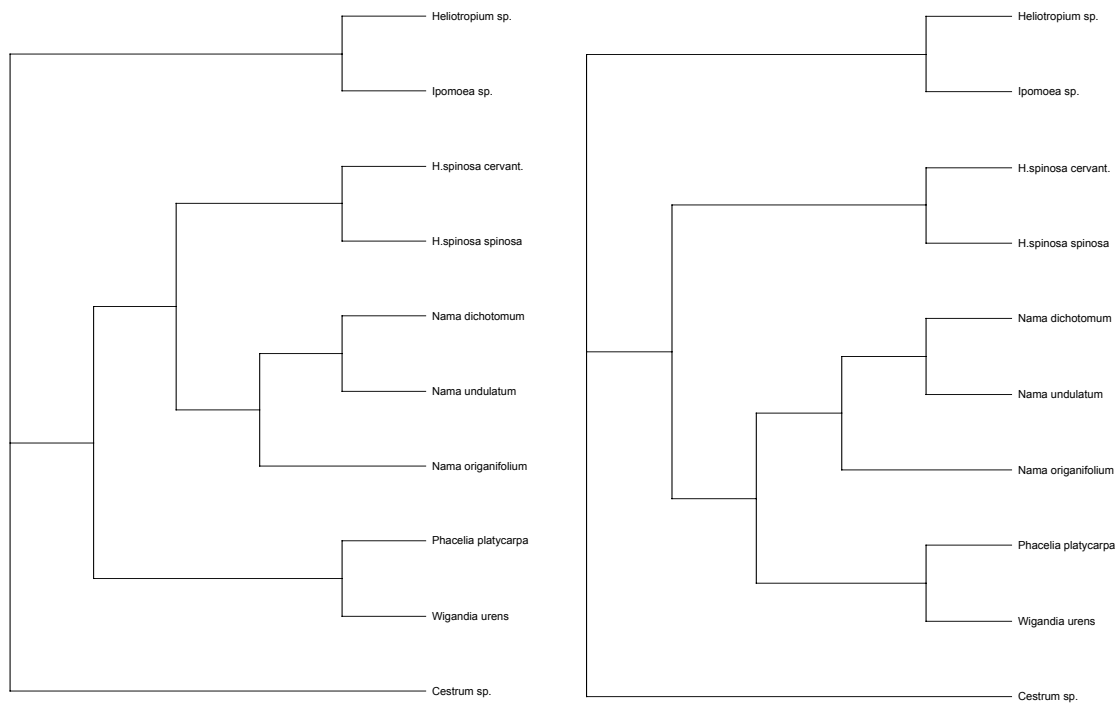 Heliotropium sp.
Ipomoea sp.
H.spinosa cervant.
H.spinosa spinosa
Nama dichotomum
Nama undulatum
Nama origanifolium
Phacelia platycarpa
Wigandia urens
Cestrum sp.
Heliotropium sp.
Ipomoea sp.
H.spinosa cervant.
H.spinosa spinosa
Nama dichotomum
Nama undulatum
Nama origanifolium
Phacelia platycarpa
Wigandia urens
Cestrum sp.